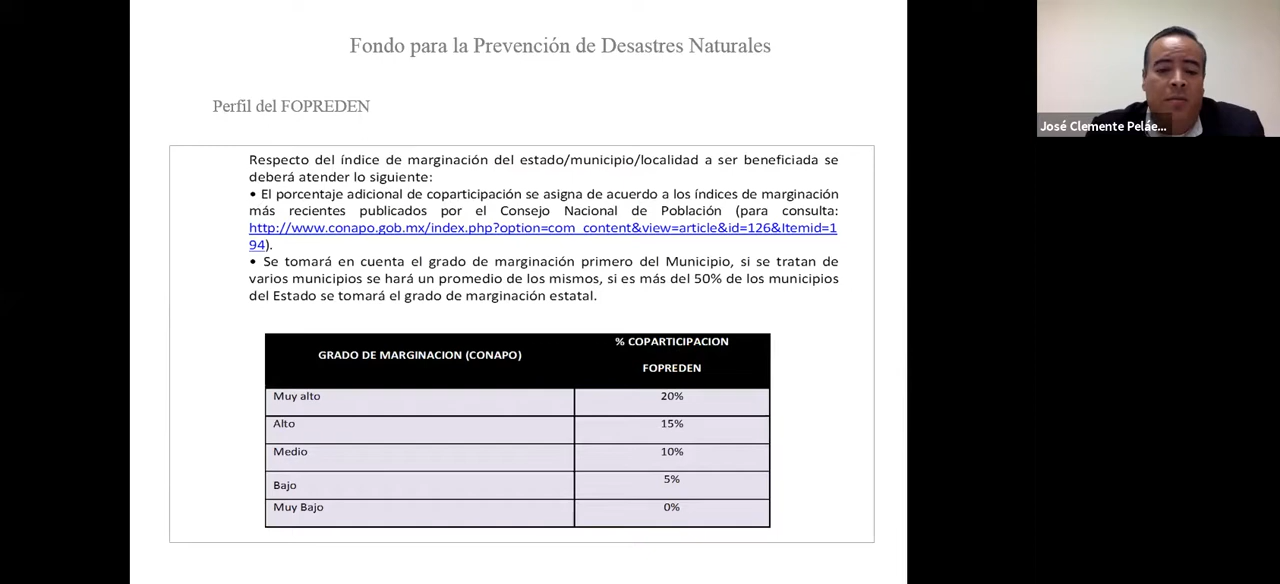 Fondo para la Prevención de Desastres Naturales
Perfil del FOPREDEN
José Clemente Peláe...
Respecto del índice de marginación del estado/municipio/localidad a ser beneficiada se
deberá atender lo siguiente:
• El porcentaje adicional de coparticipación se asigna de acuerdo a los índices de marginación
más recientes publicados por el Consejo Nacional de Población (para consulta:
http://www.conapo.gob.mx/index.php?option=com_content&view=article&id=126&Itemid=1
94).
• Se tomará en cuenta el grado de marginación primero del Municipio, si se tratan de
varios municipios se hará un promedio de los mismos, si es más del 50% de los municipios
del Estado se tomará el grado de marginación estatal.
GRADO DE MARGINACION (CONAPO)
% COPARTICIPACION
FOPREDEN
Muy alto 20%
Alto 15%
Medio 10%
Bajo 5%
Muy Bajo 0%